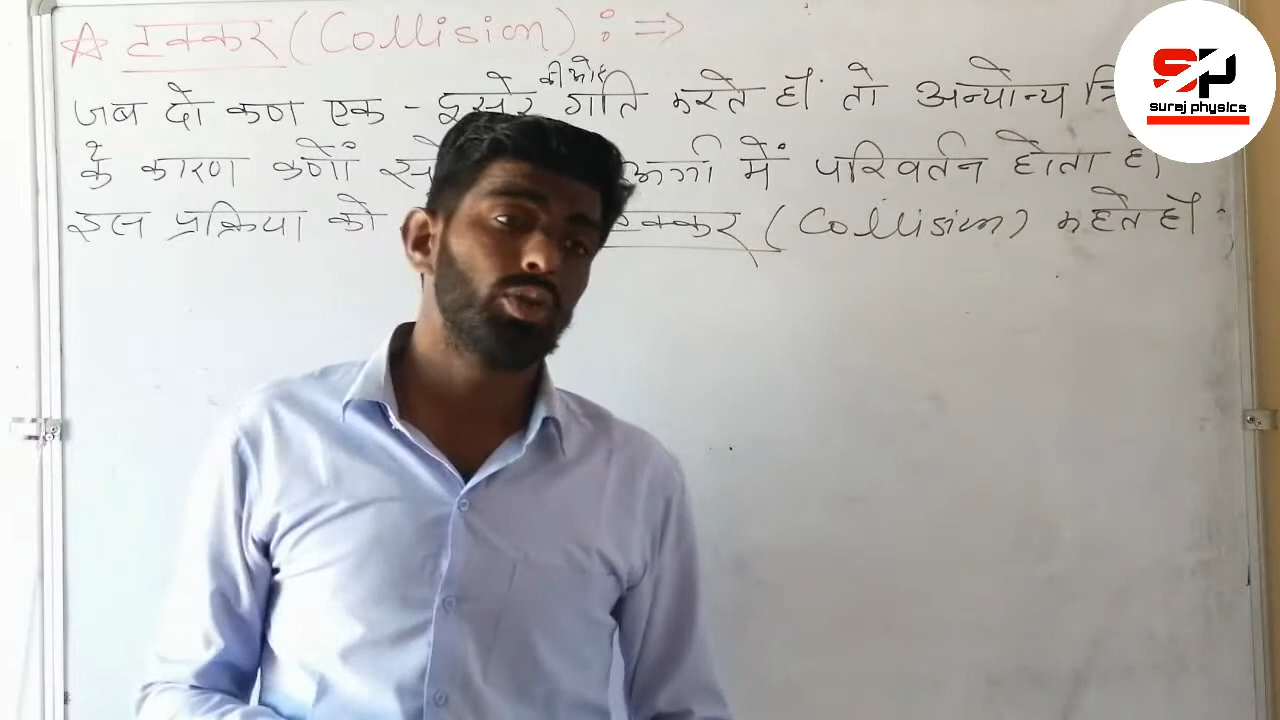 ☆ टक्कर (Collision) : ⇒
की ओर
जब दो कण एक - दूसरे गति करते हैं तो अन्योन्य
के कारण कणों में परिवर्तन होता है
इस प्रक्रिया को टक्कर (Collision) कहते हैं
SP
suraj physics